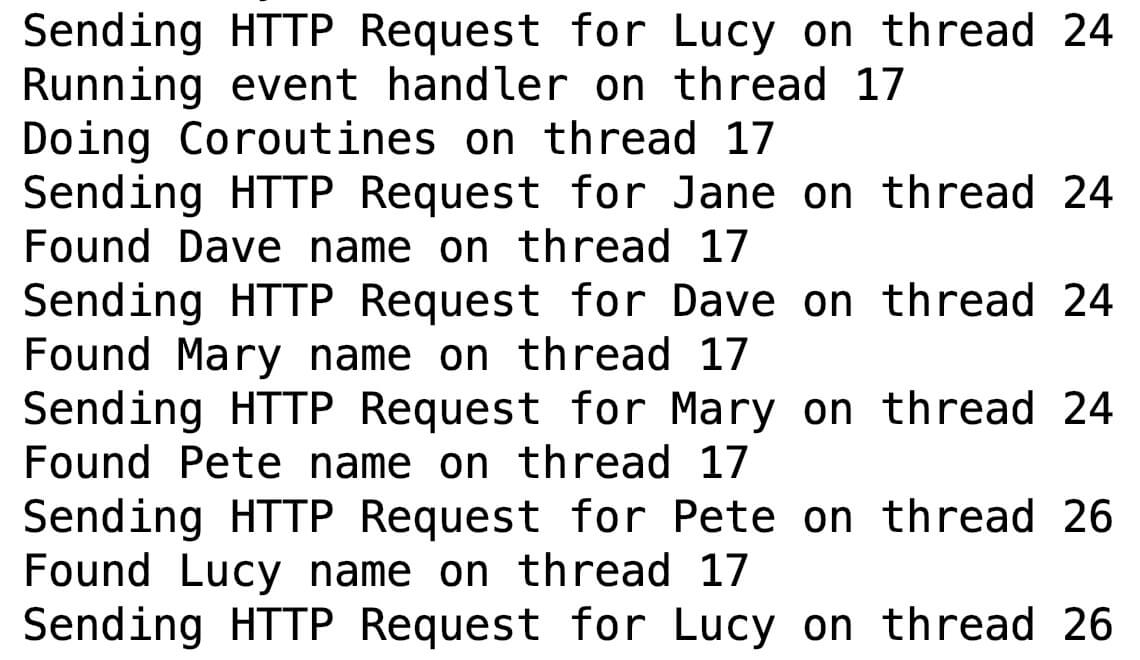 Sending HTTP Request for Lucy on thread 24
Running event handler on thread 17
Doing Coroutines on thread 17
Sending HTTP Request for Jane on thread 24
Found Dave name on thread 17
Sending HTTP Request for Dave on thread 24
Found Mary name on thread 17
Sending HTTP Request for Mary on thread 24
Found Pete name on thread 17
Sending HTTP Request for Pete on thread 26
Found Lucy name on thread 17
Sending HTTP Request for Lucy on thread 26